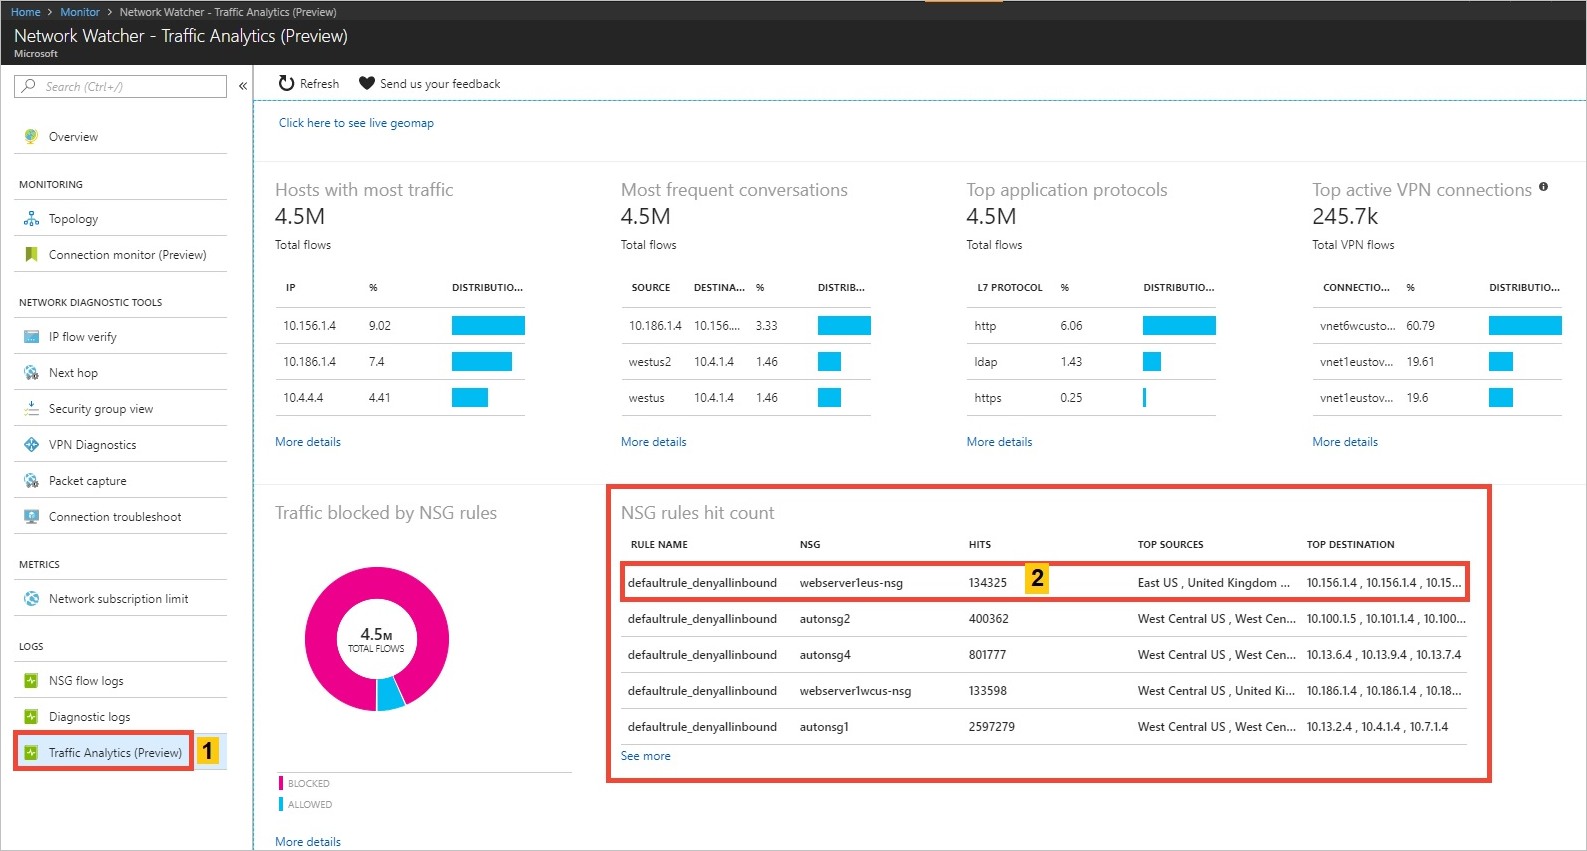 Home > Monitor > Network Watcher - Traffic Analytics (Preview)
Network Watcher - Traffic Analytics (Preview)
Microsoft
Search (Ctrl+/)
«
Overview
MONITORING
Topology
Connection monitor (Preview)
NETWORK DIAGNOSTIC TOOLS
IP flow verify
Next hop
Security group view
VPN Diagnostics
Packet capture
Connection troubleshoot
METRICS
Network subscription limit
LOGS
NSG flow logs
Diagnostic logs
Traffic Analytics (Preview) 1
Refresh Send us your feedback
Click here to see live geomap
Hosts with most traffic
4.5M
Total flows
IP % DISTRIBUTIO...
10.156.1.4 9.02
10.186.1.4 7.4
10.4.4.4 4.41
More details
Most frequent conversations
4.5M
Total flows
SOURCE DESTINA... % DISTRIB...
10.186.1.4 10.156.... 3.33
westus2 10.4.1.4 1.46
westus 10.4.1.4 1.46
More details
Top application protocols
4.5M
Total flows
L7 PROTOCOL % DISTRIBUTIO...
http 6.06
ldap 1.43
https 0.25
More details
Top active VPN connections
245.7k
Total VPN flows
CONNECTIO... % DISTRIBUTIO...
vnet6wcusto... 60.79
vnet1eustov... 19.61
vnet1eustov... 19.6
More details
Traffic blocked by NSG rules
4.5M
TOTAL FLOWS
BLOCKED
ALLOWED
More details
NSG rules hit count
RULE NAME NSG HITS TOP SOURCES TOP DESTINATION
defaultrule_denyallinbound webserver1eus-nsg 134325 2 East US , United Kingdom ... 10.156.1.4 , 10.156.1.4 , 10.15...
defaultrule_denyallinbound autonsg2 400362 West Central US , West Cen... 10.100.1.5 , 10.101.1.4 , 10.100...
defaultrule_denyallinbound autonsg4 801777 West Central US , West Cen... 10.13.6.4 , 10.13.9.4 , 10.13.7.4
defaultrule_denyallinbound webserver1wcus-nsg 133598 West Central US , United Ki... 10.186.1.4 , 10.186.1.4 , 10.18...
defaultrule_denyallinbound autonsg1 2597279 West Central US , West Cen... 10.13.2.4 , 10.4.1.4 , 10.7.1.4
See more